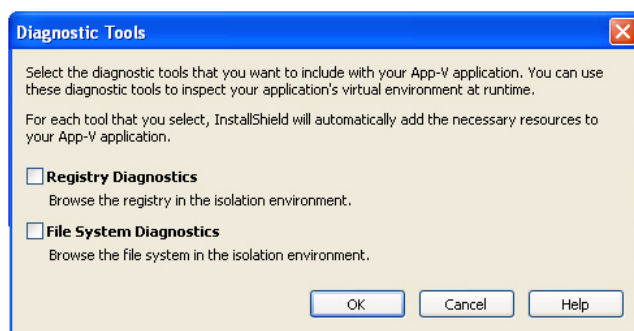 Diagnostic Tools
Select the diagnostic tools that you want to include with your App-V application. You can use
these diagnostic tools to inspect your application's virtual environment at runtime.
For each tool that you select, InstallShield will automatically add the necessary resources to
your App-V application.
Registry Diagnostics
Browse the registry in the isolation environment.
File System Diagnostics
Browse the file system in the isolation environment.
OK Cancel Help